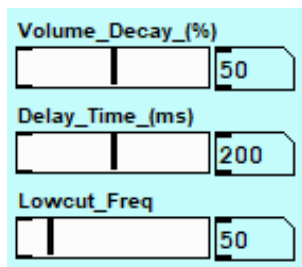 Volume_Decay_(%)
50
Delay_Time_(ms)
200
Lowcut_Freq
50